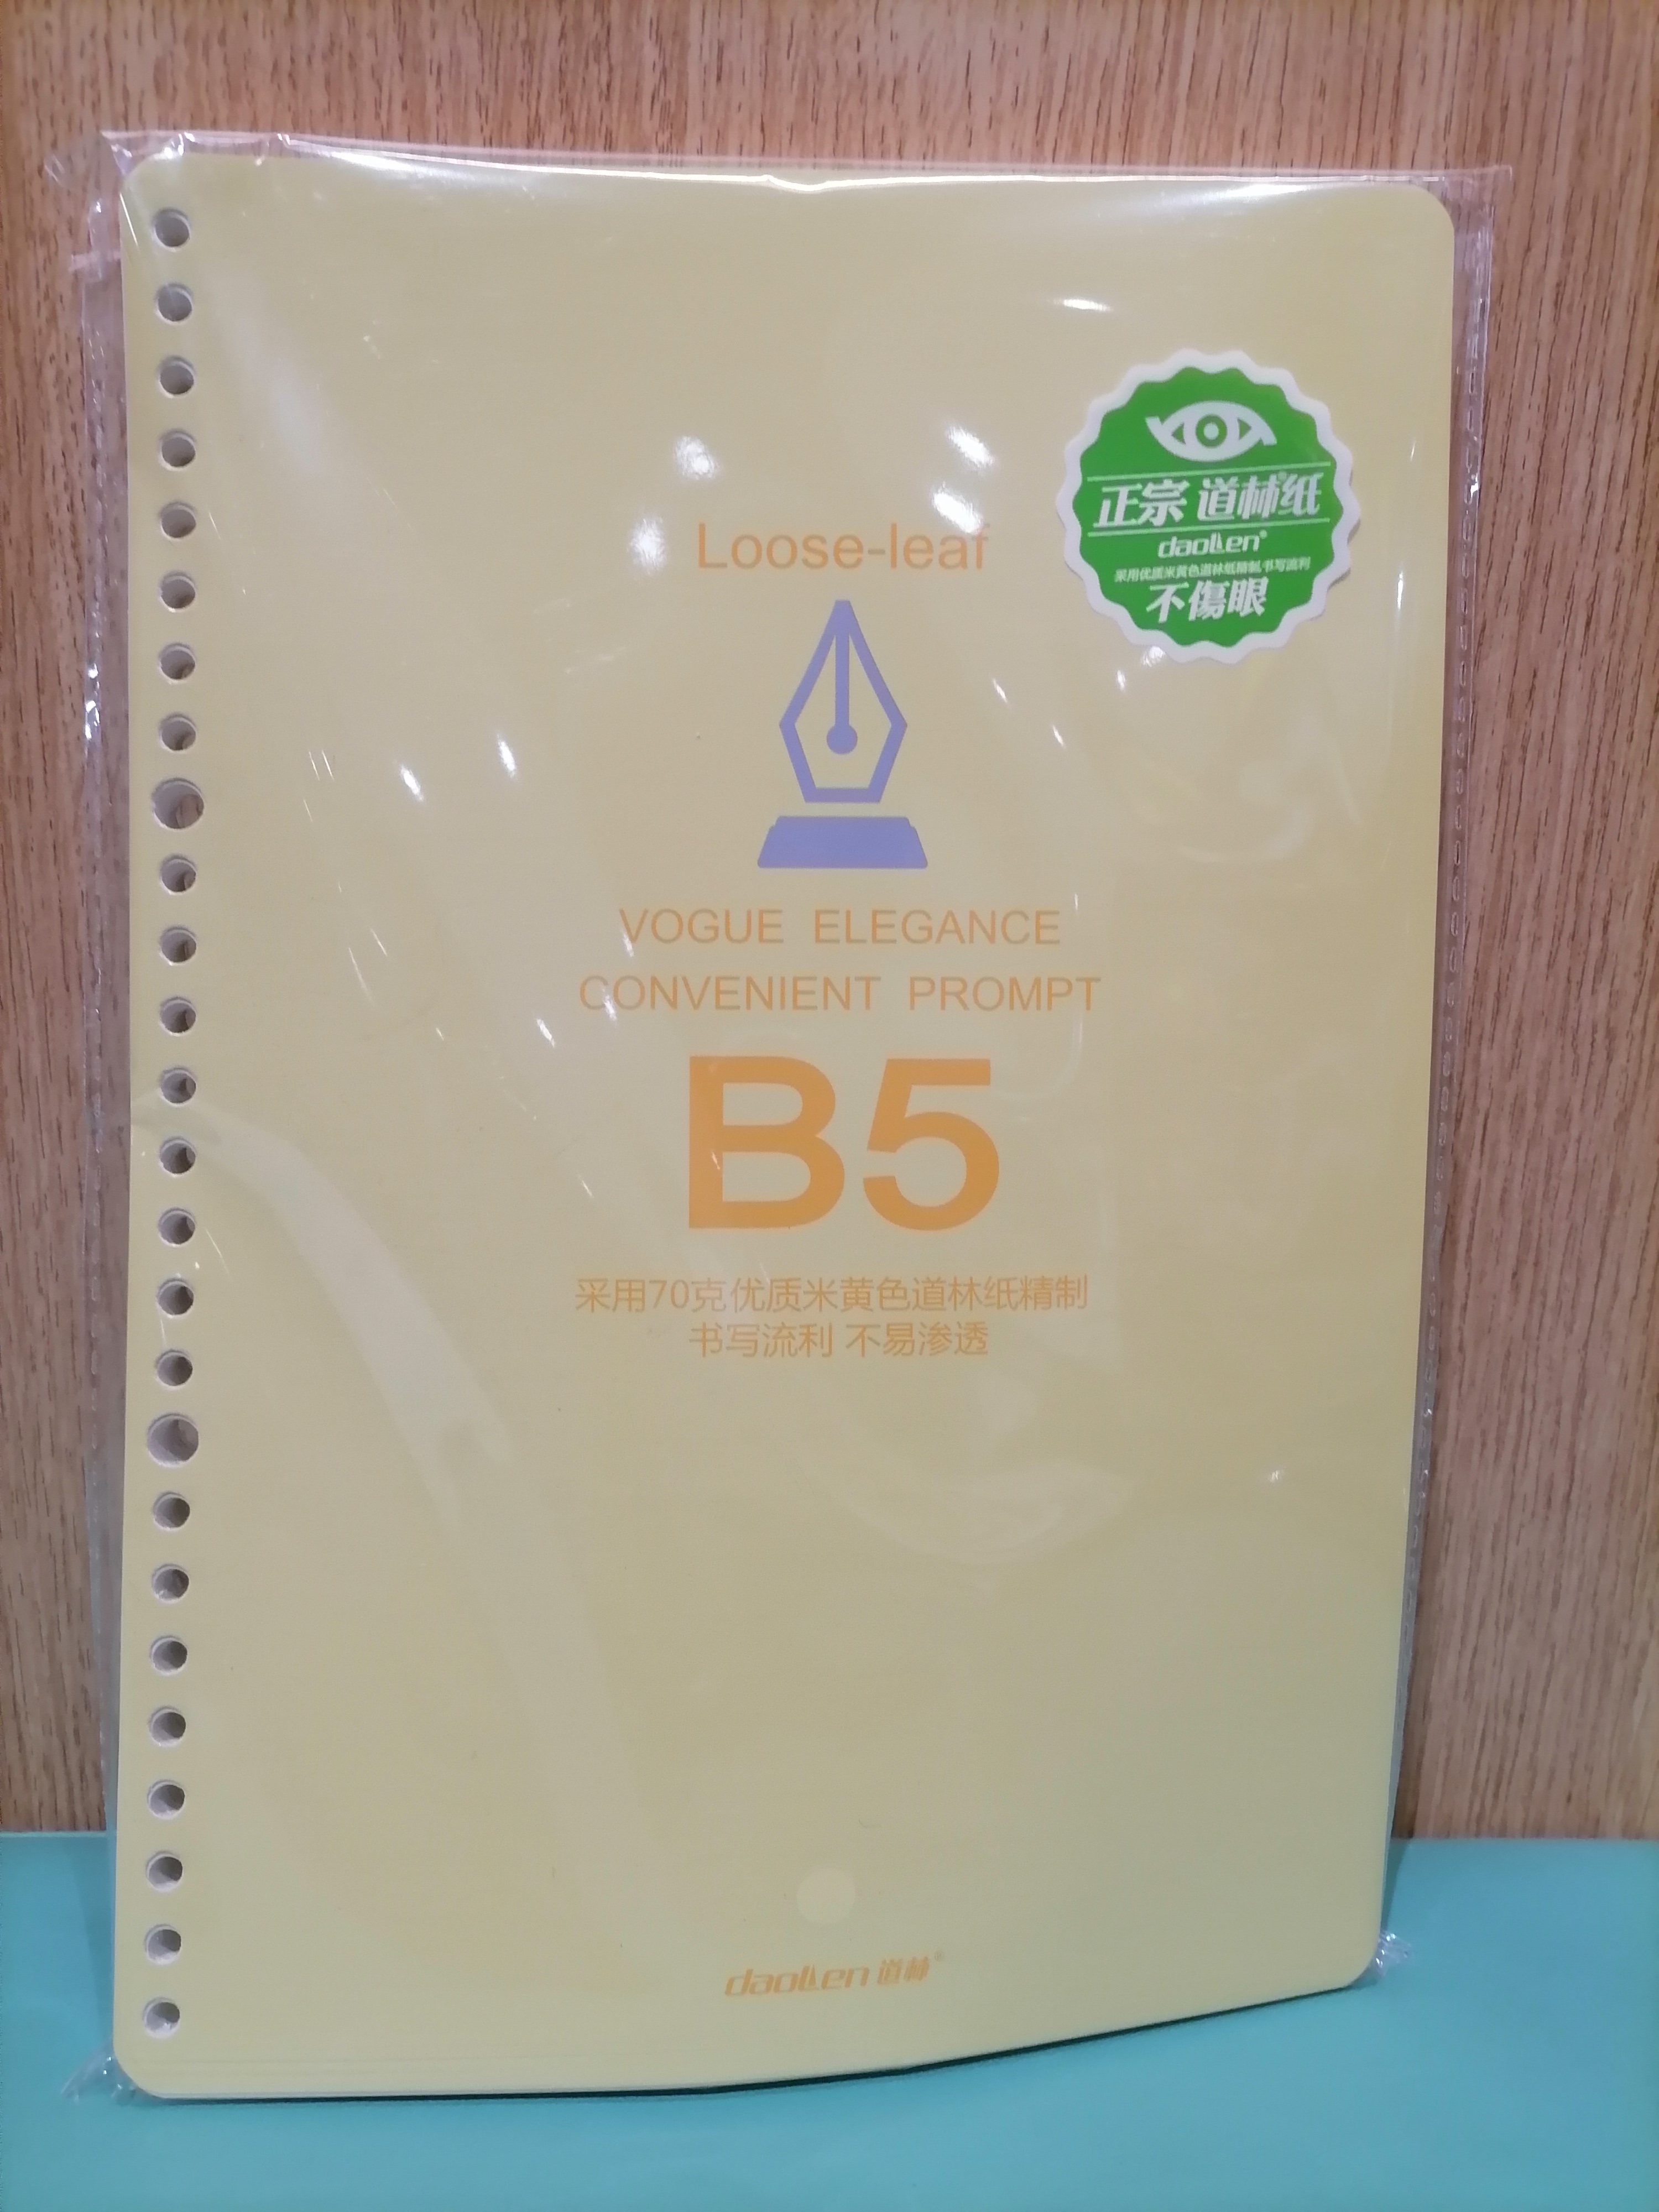 正宗 道林纸
daolien®
采用优质米黄色道林纸精制,书写流利
不傷眼
Loose-leaf
VOGUE ELEGANCE
CONVENIENT PROMPT
B5
采用70克优质米黄色道林纸精制
书写流利 不易渗透
daolien 道林®